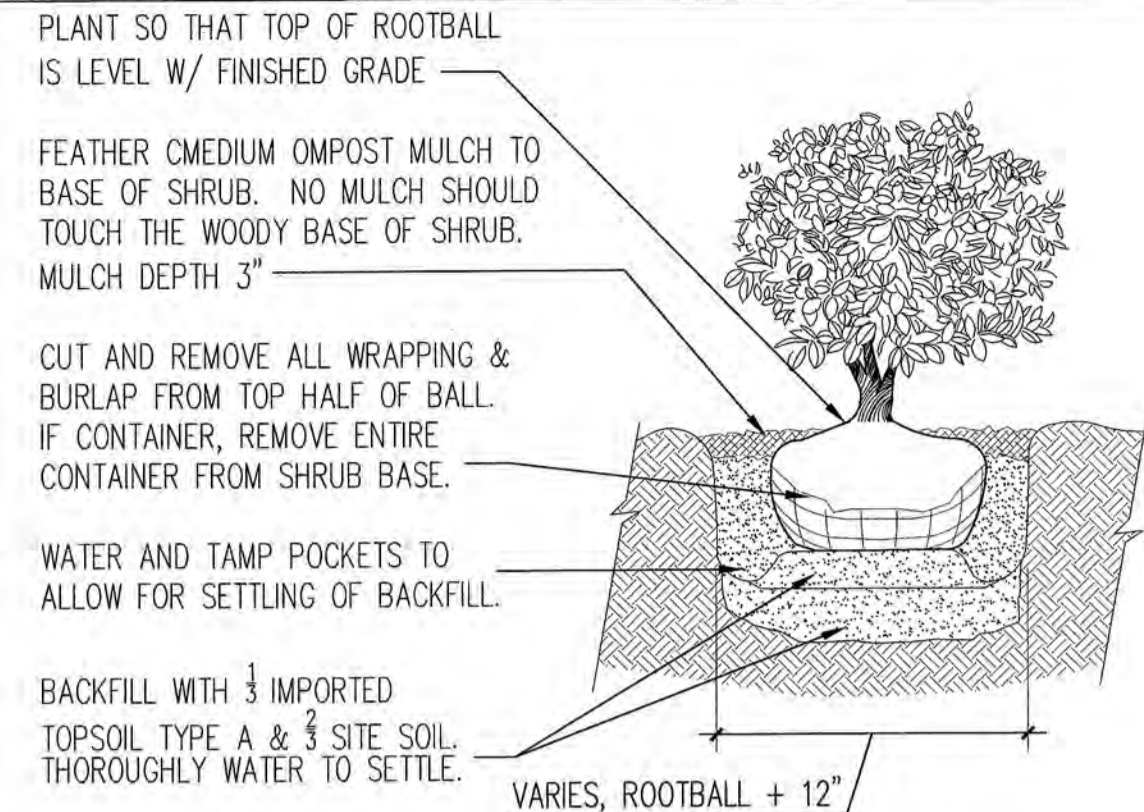 PLANT SO THAT TOP OF ROOTBALL
IS LEVEL W/ FINISHED GRADE
FEATHER CMEDIUM OMPOST MULCH TO
BASE OF SHRUB. NO MULCH SHOULD
TOUCH THE WOODY BASE OF SHRUB.
MULCH DEPTH 3"
CUT AND REMOVE ALL WRAPPING &
BURLAP FROM TOP HALF OF BALL.
IF CONTAINER, REMOVE ENTIRE
CONTAINER FROM SHRUB BASE.
WATER AND TAMP POCKETS TO
ALLOW FOR SETTLING OF BACKFILL.
BACKFILL WITH 1/3 IMPORTED
TOPSOIL TYPE A & 2/3 SITE SOIL.
THOROUGHLY WATER TO SETTLE.
VARIES, ROOTBALL + 12"